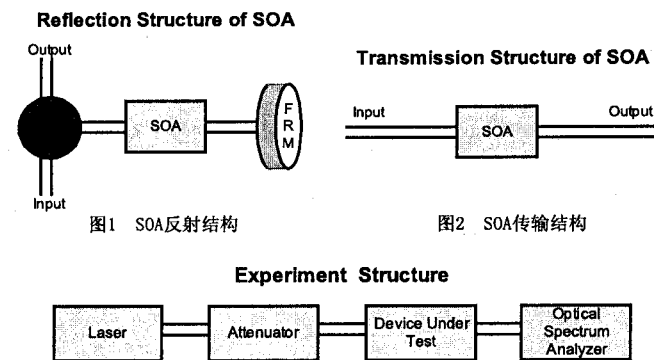 Reflection Structure of SOA
Output
SOA
F
R
M
Input
图1 SOA反射结构
Transmission Structure of SOA
Input
SOA
Output
图2 SOA传输结构
Experiment Structure
Laser
Attenuator
Device Under
Test
Optical
Spectrum
Analyzer